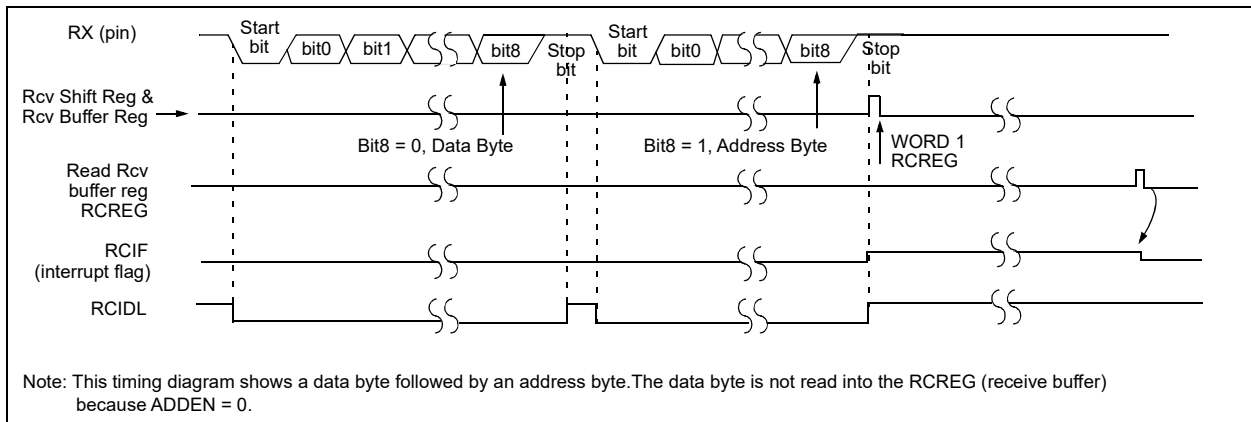 RX (pin)
Start
bit
bit0
bit1
bit8
Stop
bit
Start
bit
bit0
bit8
Stop
bit
Rcv Shift Reg &
Rcv Buffer Reg
Bit8 = 0, Data Byte
Bit8 = 1, Address Byte
WORD 1
RCREG
Read Rcv
buffer reg
RCREG
RCIF
(interrupt flag)
RCIDL
Note: This timing diagram shows a data byte followed by an address byte.The data byte is not read into the RCREG (receive buffer)
because ADDEN = 0.